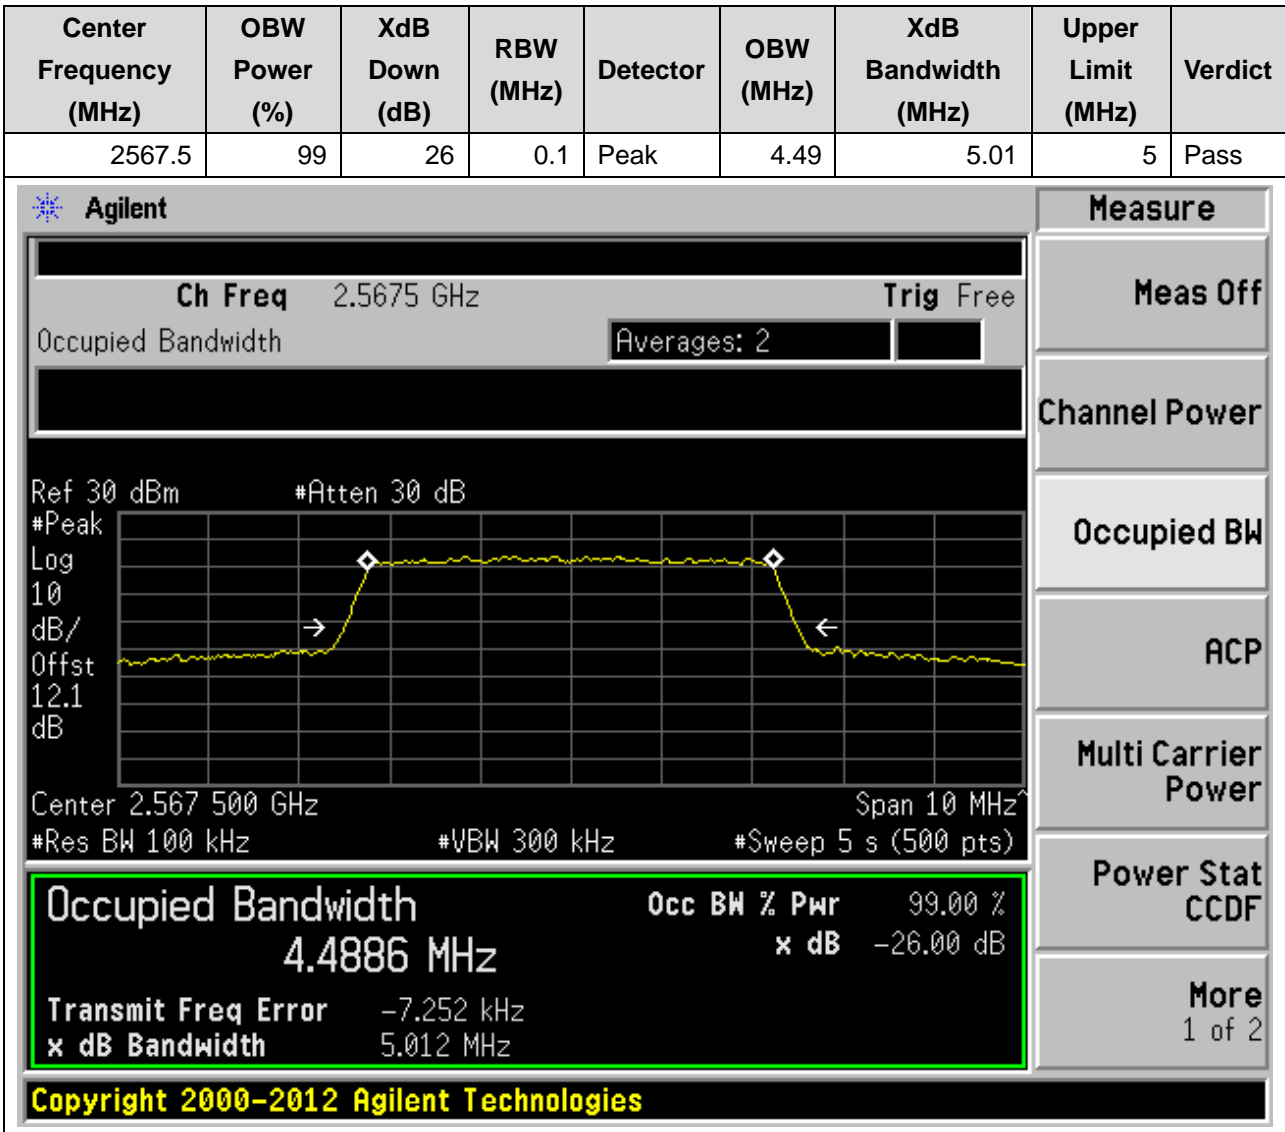 Center Frequency (MHz) OBW Power (%) XdB Down (dB) RBW (MHz) Detector OBW (MHz) XdB Bandwidth (MHz) Upper Limit (MHz) Verdict
2567.5 99 26 0.1 Peak 4.49 5.01 5 Pass
Agilent
Measure
Ch Freq 2.5675 GHz Trig Free
Meas Off
Occupied Bandwidth Averages: 2
Channel Power
Ref 30 dBm #Atten 30 dB
#Peak
Log
10
dB/
Offst
12.1
dB
Occupied BW
ACP
Multi Carrier
Power
Center 2.567 500 GHz Span 10 MHz^
#Res BW 100 kHz #VBW 300 kHz #Sweep 5 s (500 pts)
Power Stat
CCDF
Occupied Bandwidth Occ BW % Pwr 99.00 %
4.4886 MHz x dB -26.00 dB
Transmit Freq Error -7.252 kHz
x dB Bandwidth 5.012 MHz
More
1 of 2
Copyright 2000-2012 Agilent Technologies